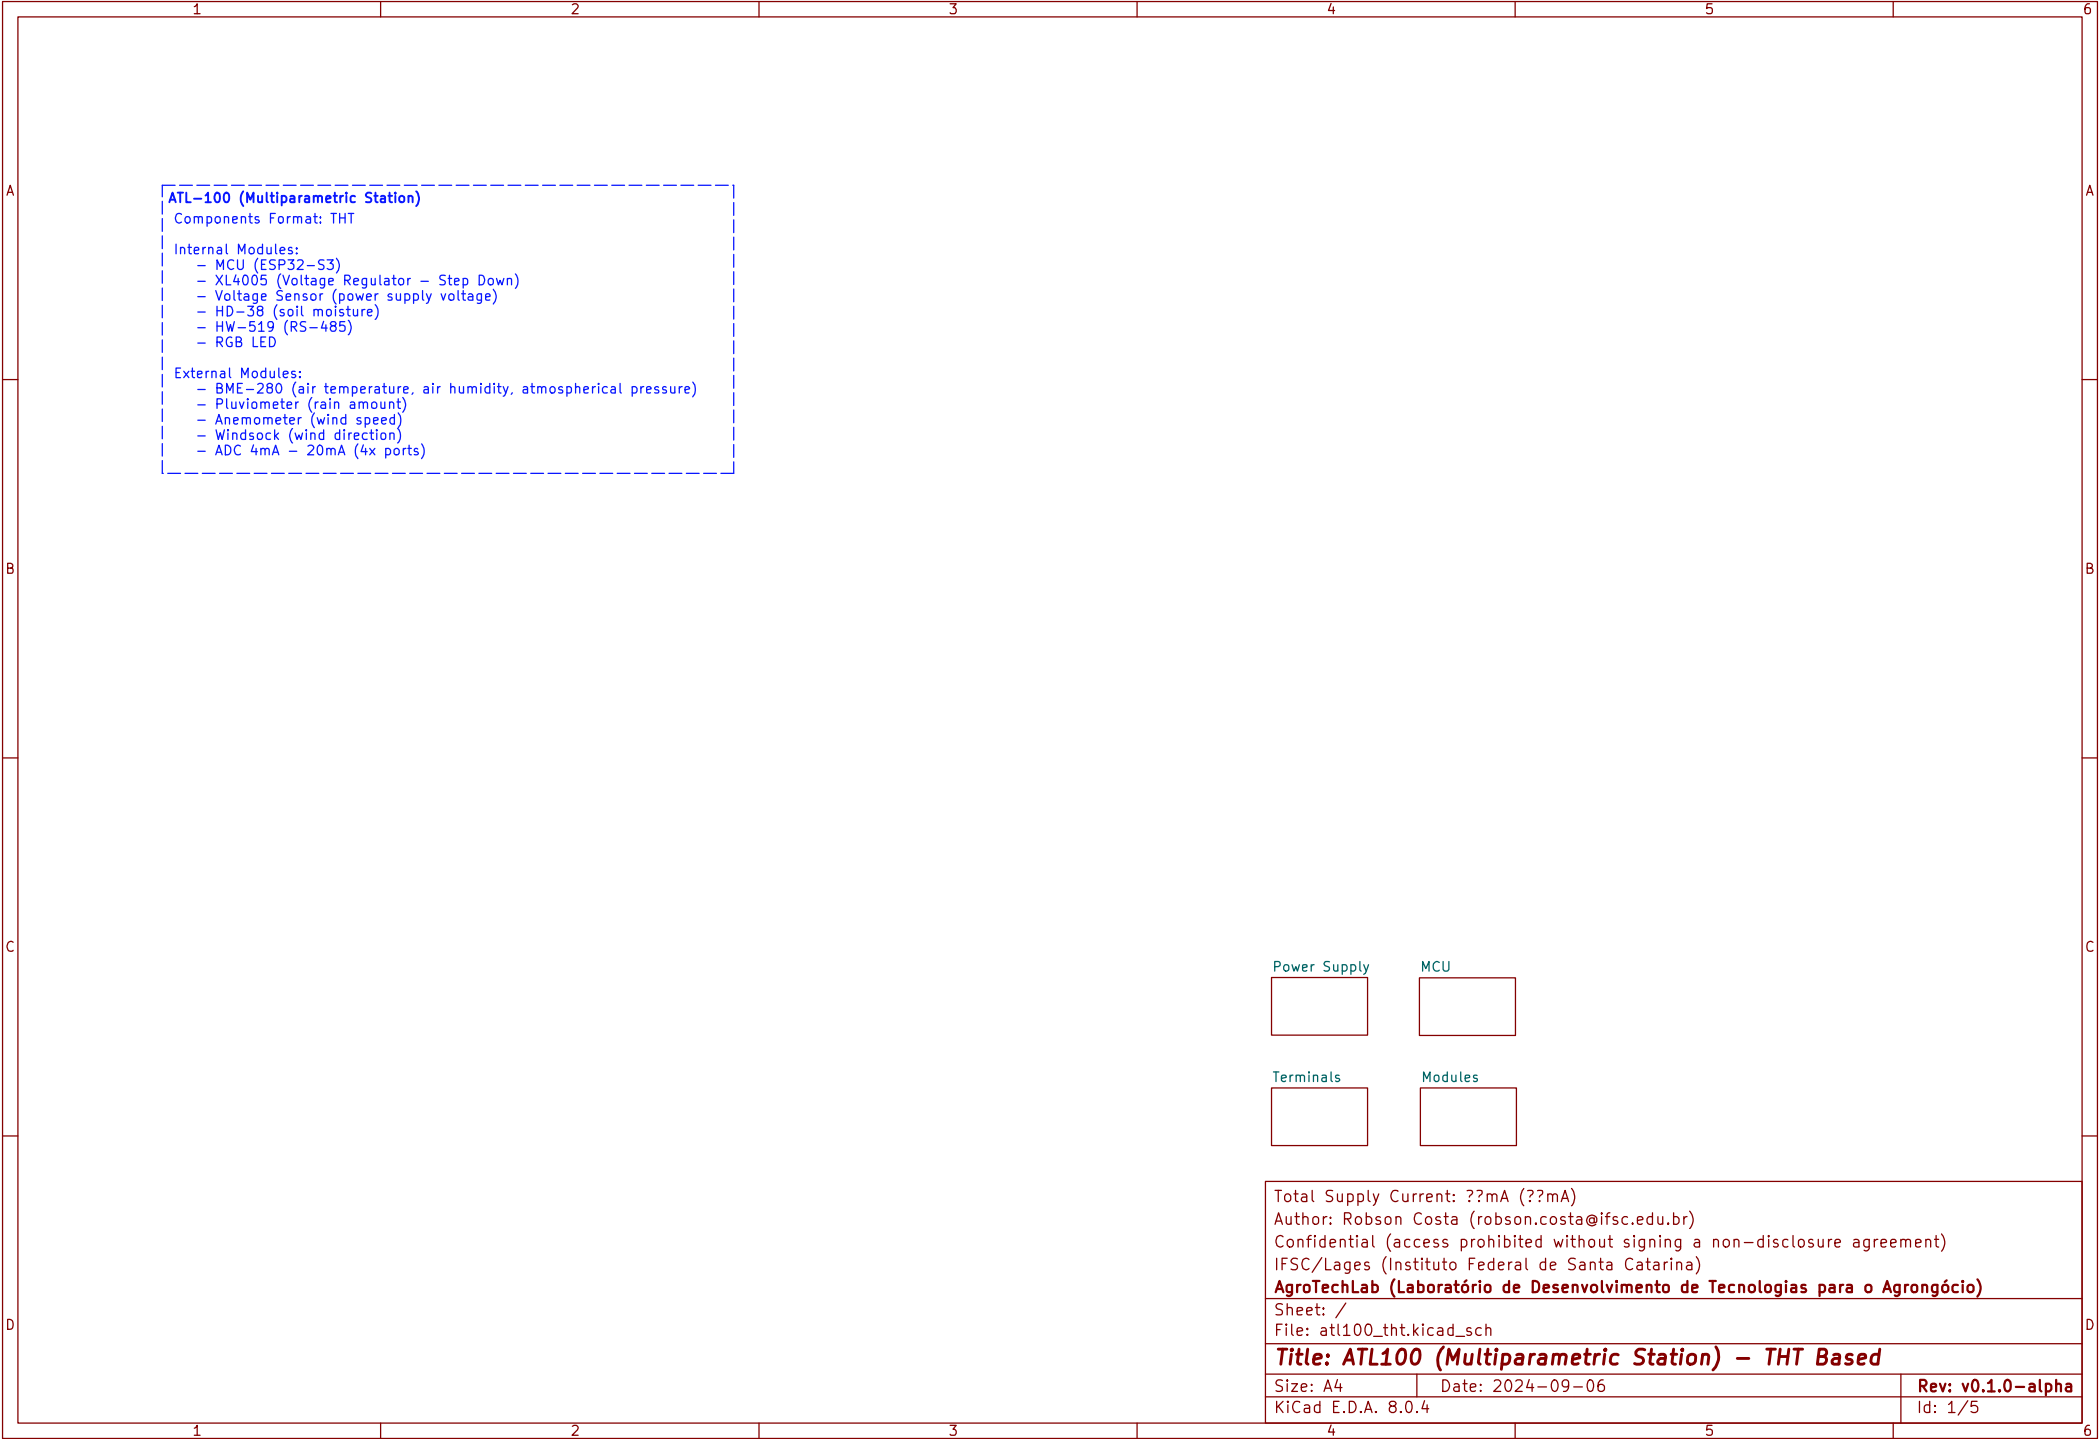 1 2 3 4 5 6
A A
ATL-100 (Multiparametric Station)
Components Format: THT
Internal Modules:
- MCU (ESP32-S3)
- XL4005 (Voltage Regulator - Step Down)
- Voltage Sensor (power supply voltage)
- HD-38 (soil moisture)
- HW-519 (RS-485)
- RGB LED
External Modules:
- BME-280 (air temperature, air humidity, atmospherical pressure)
- Pluviometer (rain amount)
- Anemometer (wind speed)
- Windsock (wind direction)
- ADC 4mA - 20mA (4x ports)
B B
C C
Power Supply MCU
Terminals Modules
Total Supply Current: ??mA (??mA)
Author: Robson Costa (robson.costa@ifsc.edu.br)
Confidential (access prohibited without signing a non-disclosure agreement)
IFSC/Lages (Instituto Federal de Santa Catarina)
AgroTechLab (Laboratório de Desenvolvimento de Tecnologias para o Agrongócio)
Sheet: /
File: atl100_tht.kicad_sch
D D
Title: ATL100 (Multiparametric Station) - THT Based
Size: A4 Date: 2024-09-06 Rev: v0.1.0-alpha
KiCad E.D.A. 8.0.4 Id: 1/5
1 2 3 4 5 6